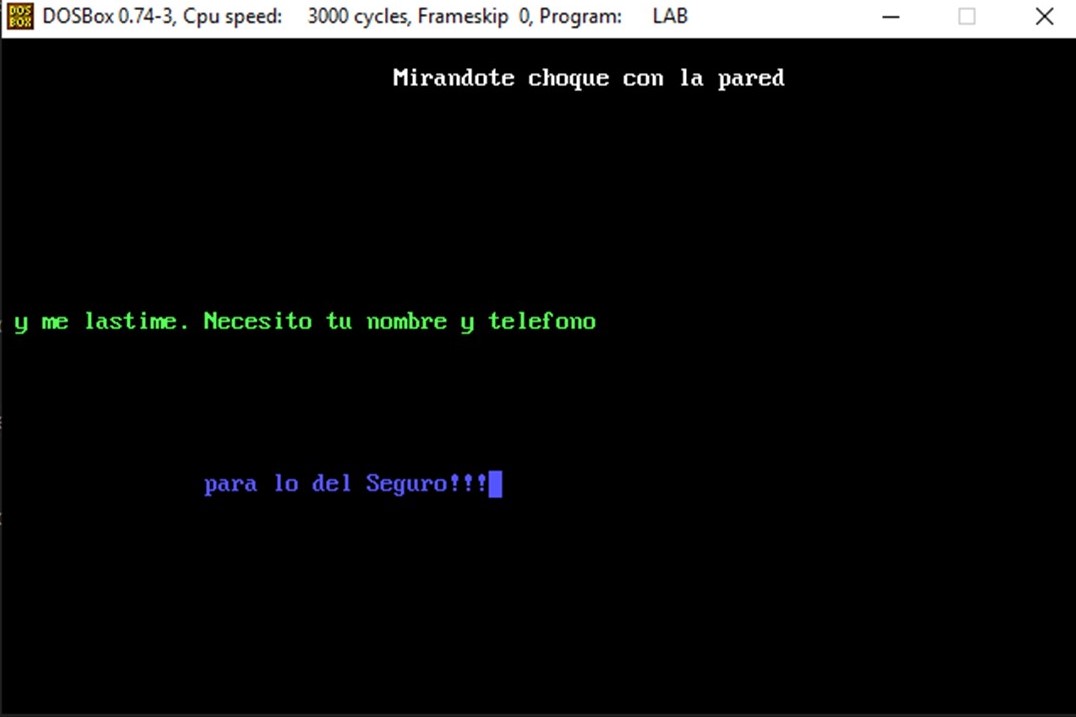 DOSBox 0.74-3, Cpu speed: 3000 cycles, Frameskip 0, Program: LAB
Mirandote choque con la pared
y me lastime. Necesito tu nombre y telefono
para lo del Seguro!!!